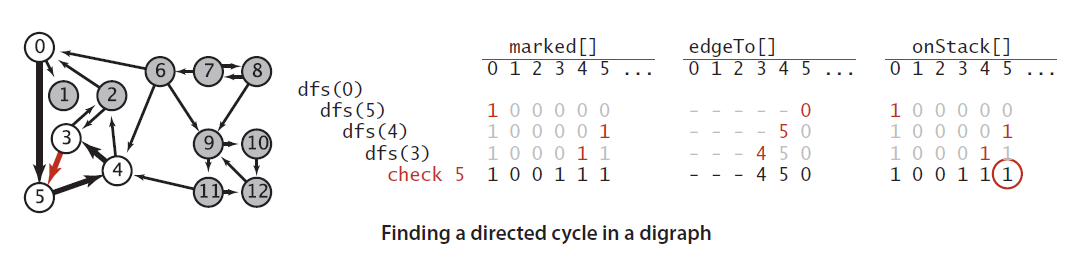 0
6 7 8
1 2
3
9 10
4
5
11 12
marked[] edgeTo[] onStack[]
0 1 2 3 4 5 ... 0 1 2 3 4 5 ... 0 1 2 3 4 5 ...
dfs(0)
dfs(5) 1 0 0 0 0 0 - - - - - 0 1 0 0 0 0 0
dfs(4) 1 0 0 0 0 1 - - - - 5 0 1 0 0 0 0 1
dfs(3) 1 0 0 0 1 1 - - - 4 5 0 1 0 0 0 1 1
check 5 1 0 0 1 1 1 - - - 4 5 0 1 0 0 1 1 1
Finding a directed cycle in a digraph